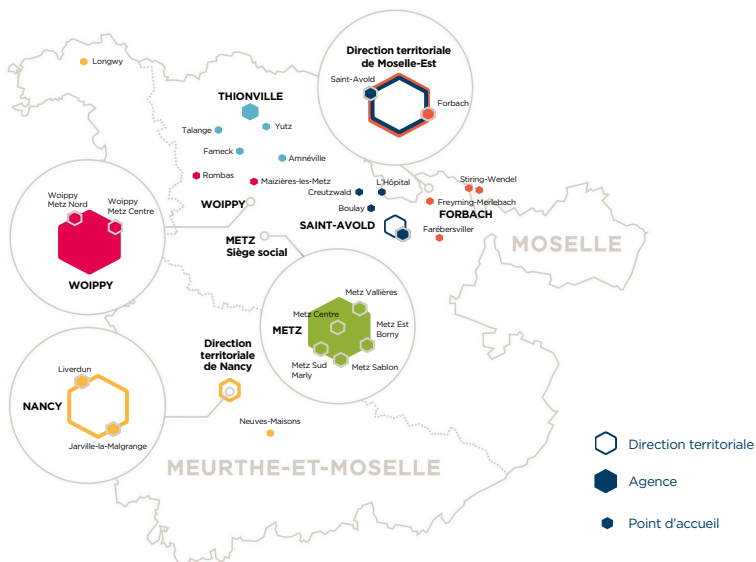 Longwy
Direction territoriale
de Moselle-Est
Saint-Avold
Forbach
THIONVILLE
Talange
Yutz
Fameck
Amnéville
Rombas
Maizières-les-Metz
WOIPPY
Creutzwald
L'Hôpital
Boulay
SAINT-AVOLD
Stiring-Wendel
Freyming-Merlebach
FORBACH
Farébersviller
MOSELLE
METZ
Siège social
Woippy
Metz Nord
Woippy
Metz Centre
WOIPPY
Metz Vallières
Metz Centre
METZ
Metz Est
Borny
Metz Sud
Marly
Metz Sablon
Direction
territoriale
de Nancy
Liverdun
NANCY
Jarville-la-Malgrange
Neuves-Maisons
MEURTHE-ET-MOSELLE
Direction territoriale
Agence
Point d'accueil